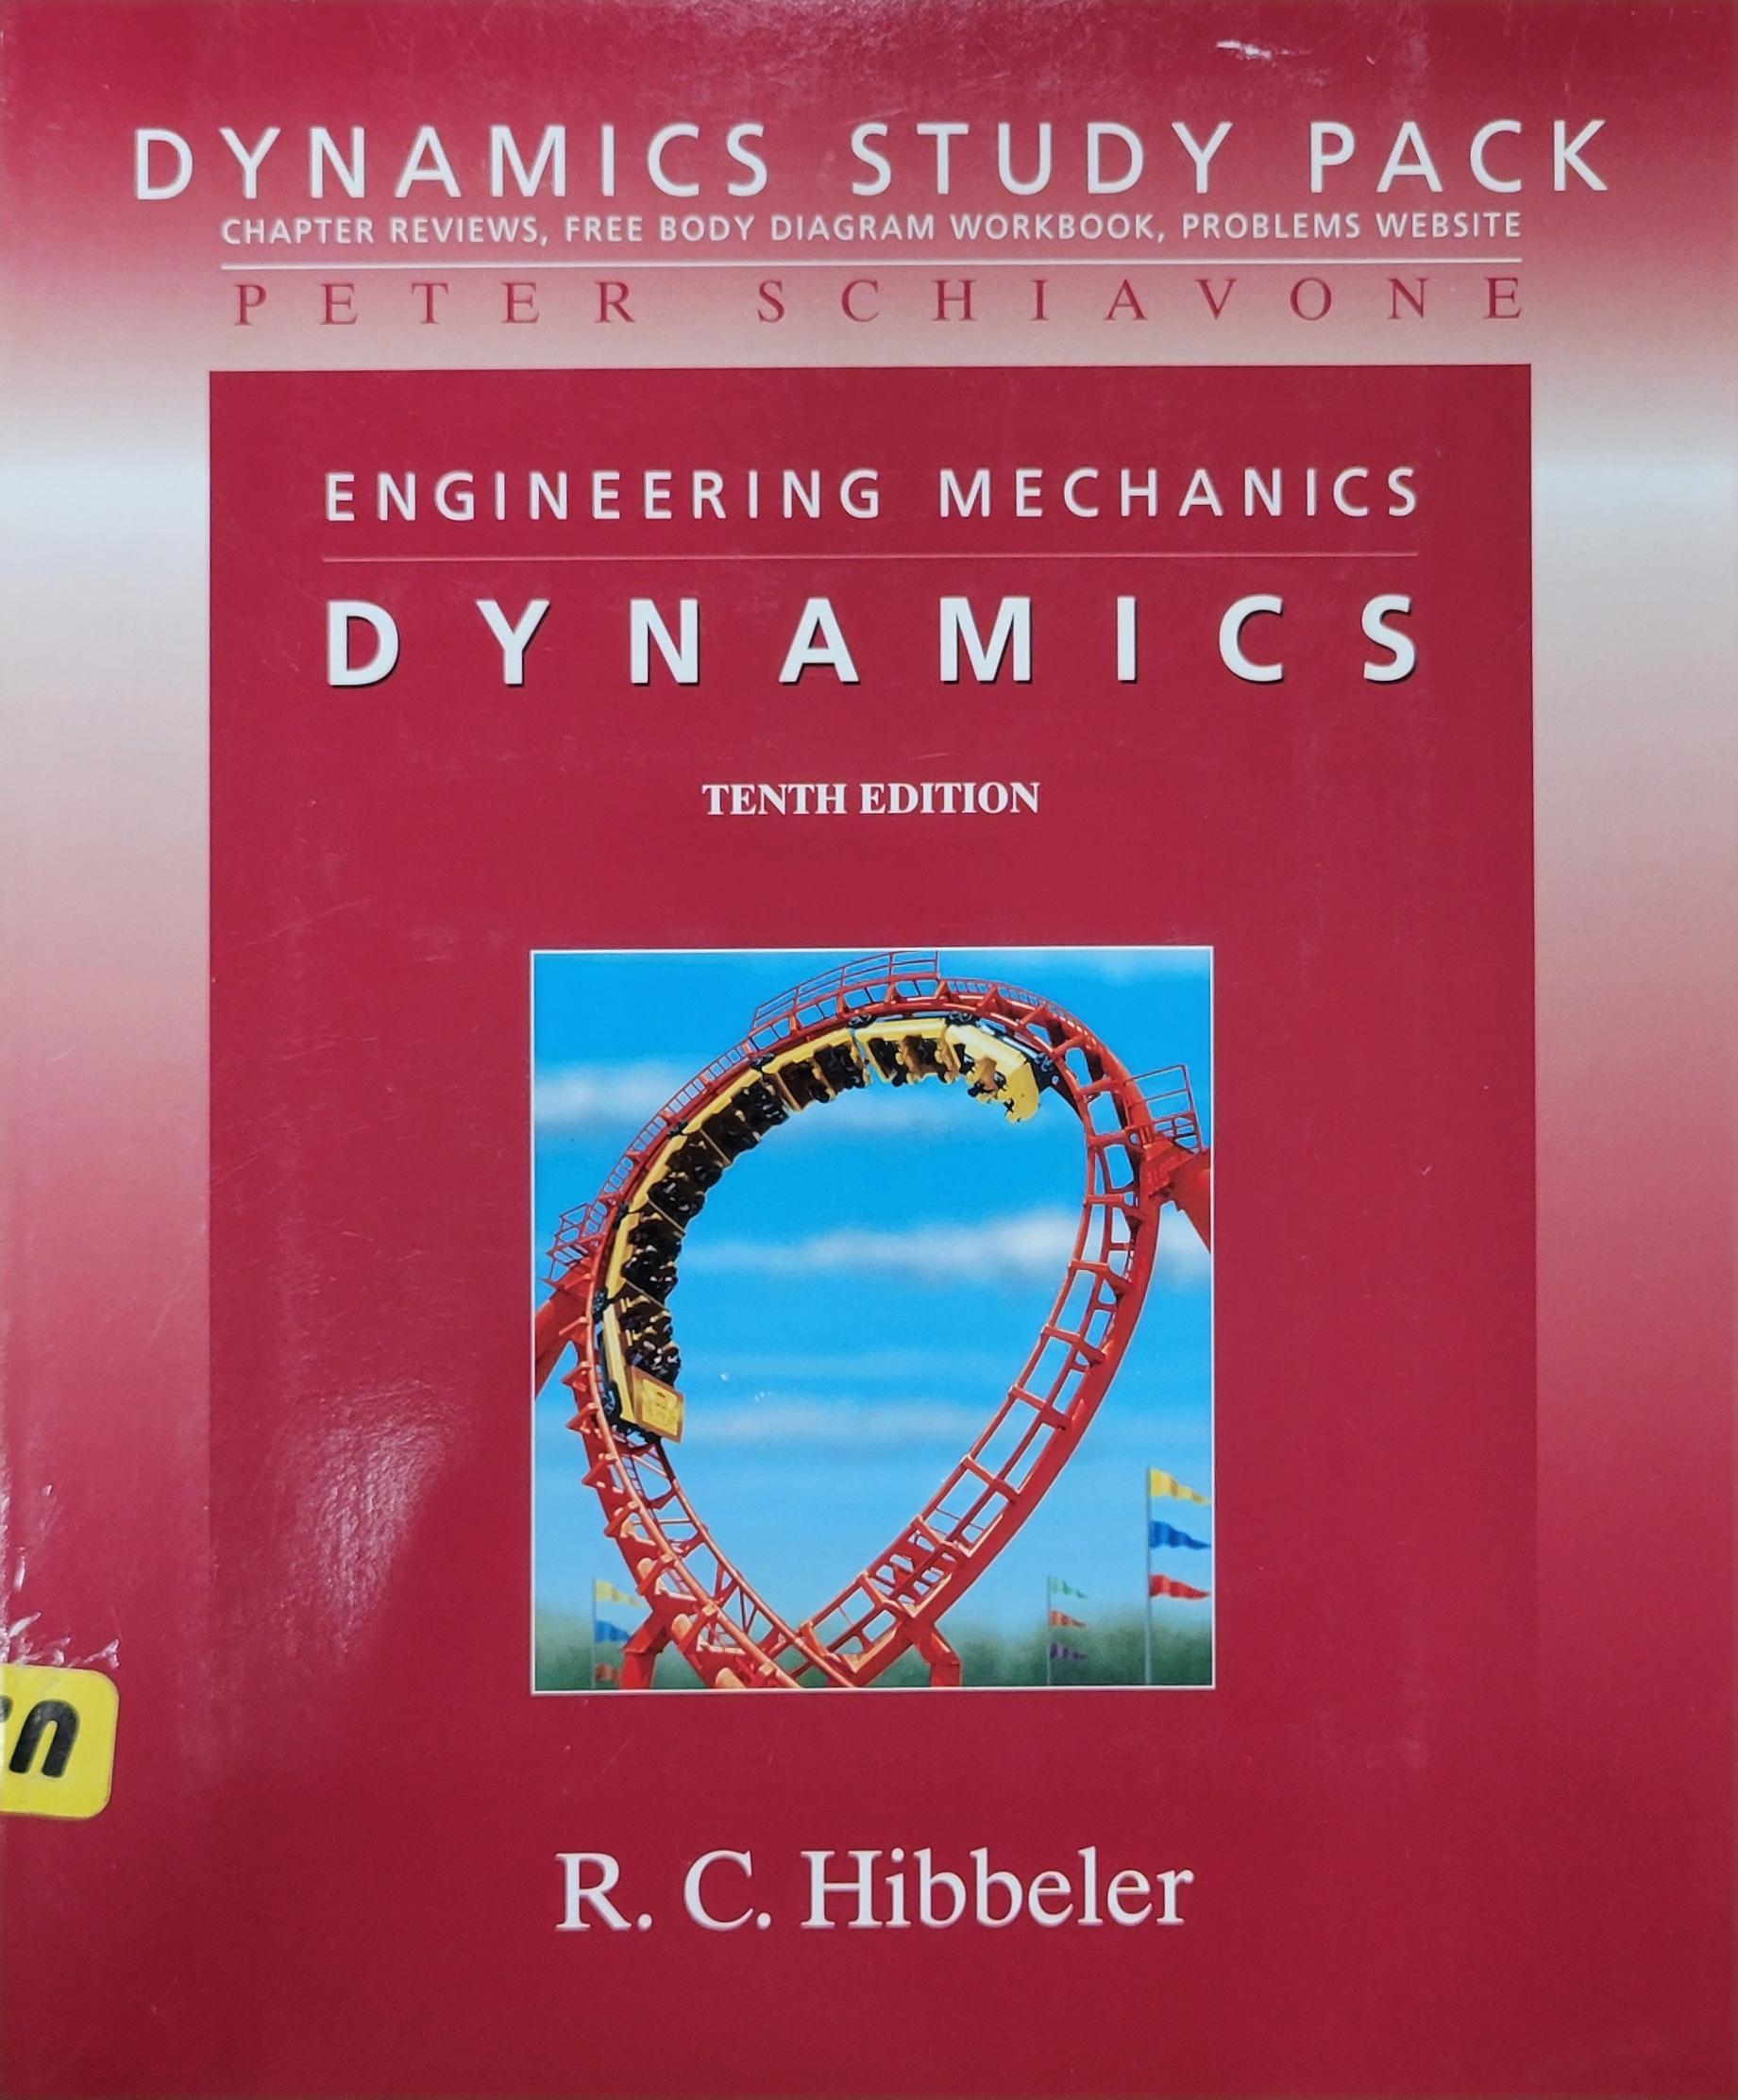 DYNAMICS STUDY PACK
CHAPTER REVIEWS, FREE BODY DIAGRAM WORKBOOK, PROBLEMS WEBSITE
PETER SCHIAVONE
ENGINEERING MECHANICS
DYNAMICS
TENTH EDITION
R. C. Hibbeler